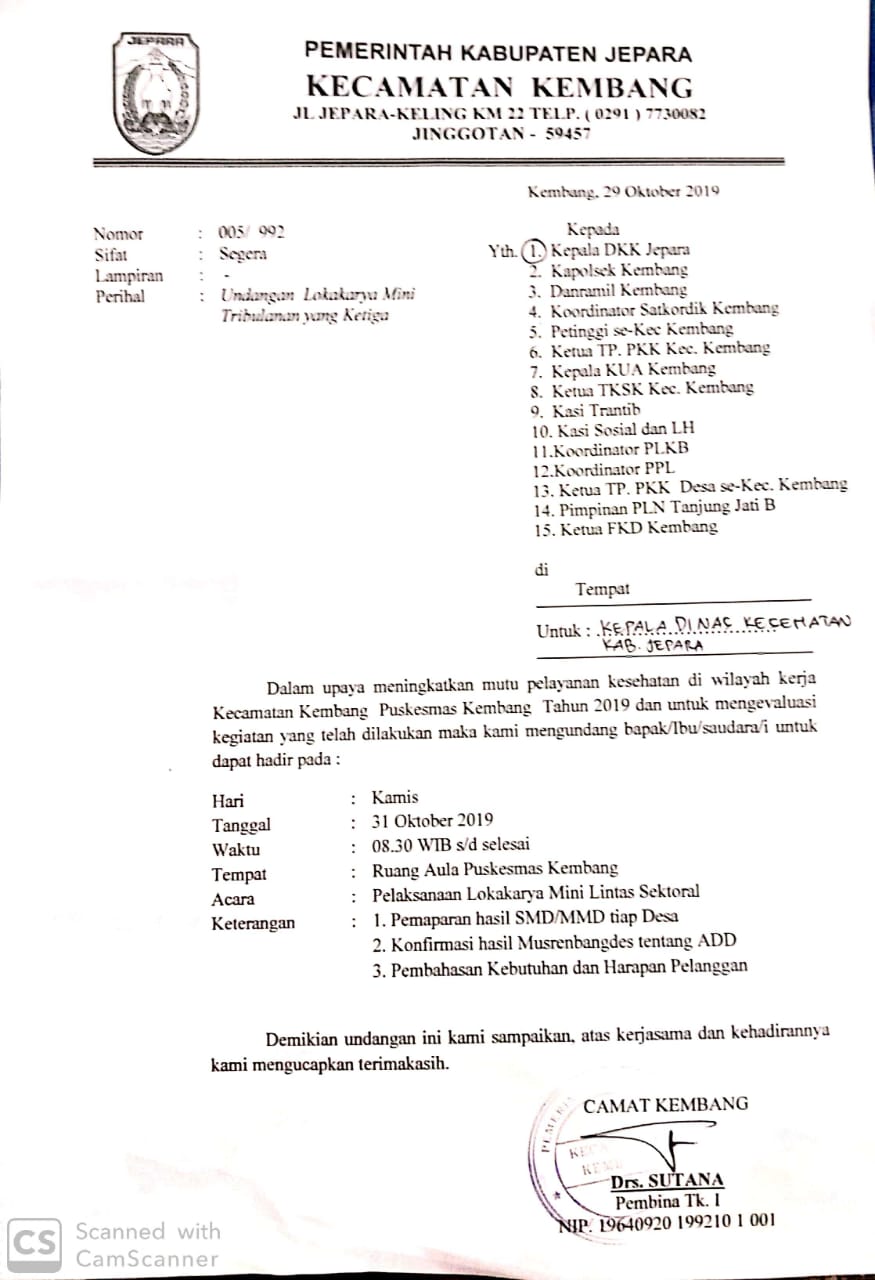 JEPARA
PEMERINTAH KABUPATEN JEPARA
KECAMATAN KEMBANG
JL JEPARA-KELING KM 22 TELP. ( 0291 ) 7730082
JINGGOTAN - 59457
Kembang, 29 Oktober 2019
Nomor : 005/ 992
Sifat : Segera
Lampiran : -
Perihal : Undangan Lokakarya Mini
Tribulanan yang Ketiga
Kepada
Yth. 1. Kepala DKK Jepara
2. Kapolsek Kembang
3. Danramil Kembang
4. Koordinator Satkordik Kembang
5. Petinggi se-Kec Kembang
6. Ketua TP. PKK Kec. Kembang
7. Kepala KUA Kembang
8. Ketua TKSK Kec. Kembang
9. Kasi Trantib
10. Kasi Sosial dan LH
11.Koordinator PLKB
12.Koordinator PPL
13. Ketua TP. PKK Desa se-Kec. Kembang
14. Pimpinan PLN Tanjung Jati B
15. Ketua FKD Kembang
di
Tempat
Untuk : KEPALA DINAS KECEHATAN
KAB. JEPARA
Dalam upaya meningkatkan mutu pelayanan kesehatan di wilayah kerja
Kecamatan Kembang Puskesmas Kembang Tahun 2019 dan untuk mengevaluasi
kegiatan yang telah dilakukan maka kami mengundang bapak/Ibu/saudara/i untuk
dapat hadir pada :
Hari : Kamis
Tanggal : 31 Oktober 2019
Waktu : 08.30 WIB s/d selesai
Tempat : Ruang Aula Puskesmas Kembang
Acara : Pelaksanaan Lokakarya Mini Lintas Sektoral
Keterangan : 1. Pemaparan hasil SMD/MMD tiap Desa
2. Konfirmasi hasil Musrenbangdes tentang ADD
3. Pembahasan Kebutuhan dan Harapan Pelanggan
Demikian undangan ini kami sampaikan, atas kerjasama dan kehadirannya
kami mengucapkan terimakasih.
CAMAT KEMBANG
Drs. SUTANA
Pembina Tk. I
NIP. 19640920 199210 1 001
CS Scanned with
CamScanner